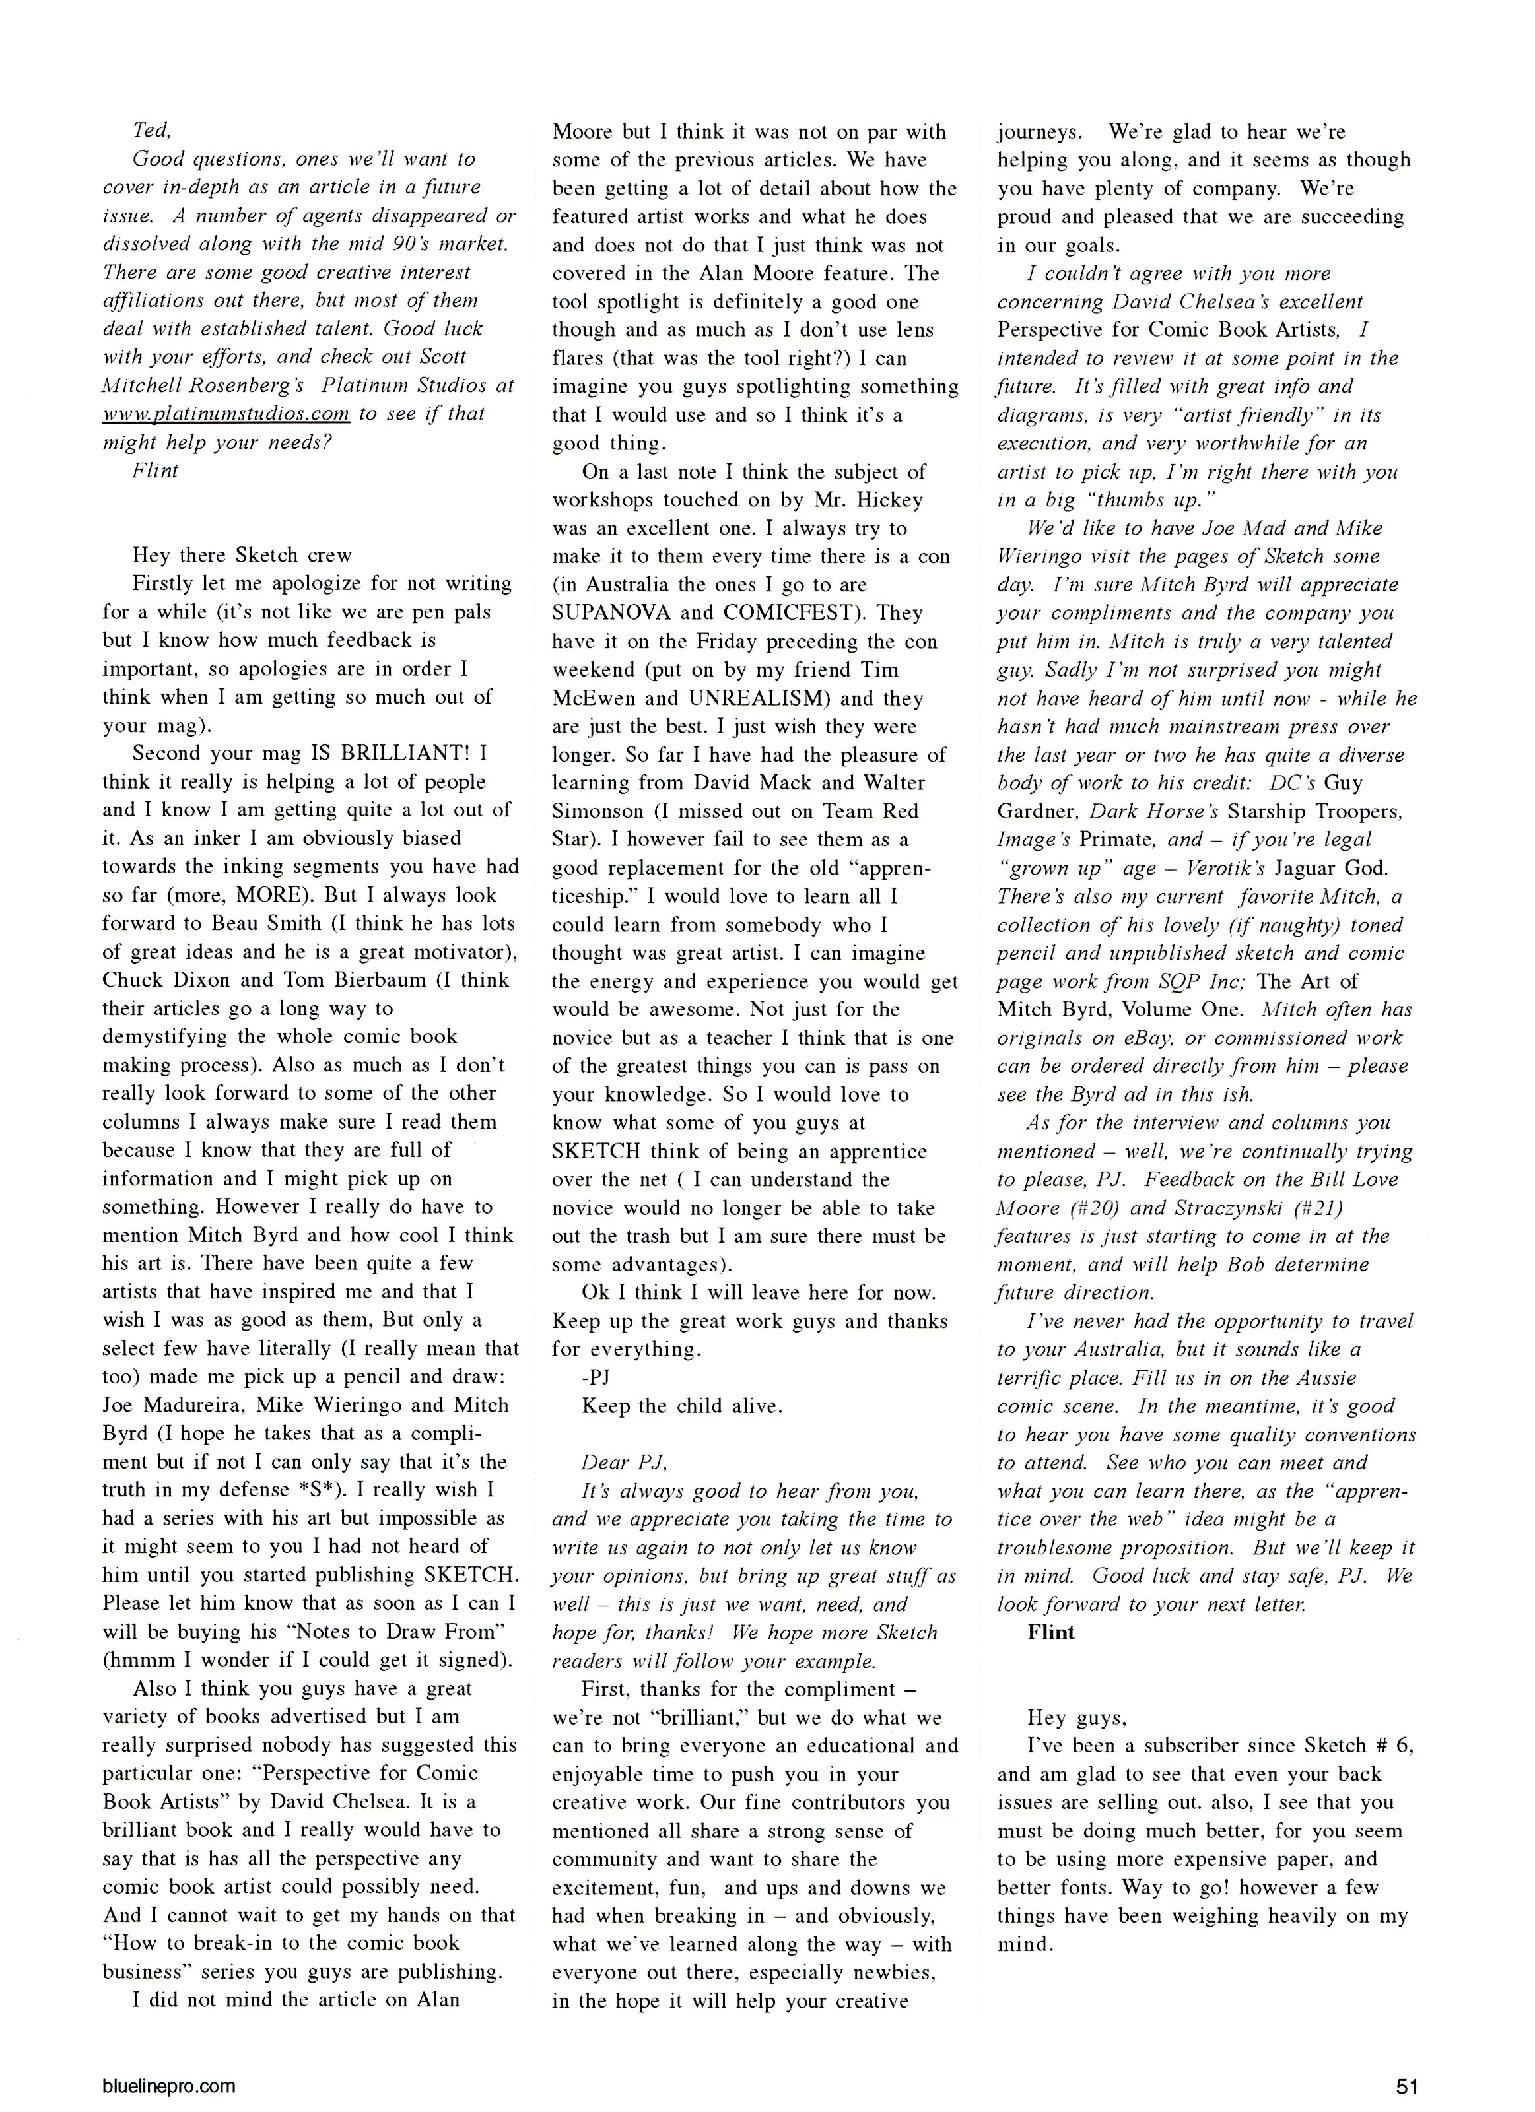 Ted,
Good questions, ones we'll want to
cover in-depth as an article in a future
issue. A number of agents disappeared or
dissolved along with the mid 90's market.
There are some good creative interest
affiliations out there, but most of them
deal with established talent. Good luck
with your efforts, and check out Scott
Mitchell Rosenberg's Platinum Studios at
www.platinumstudios.com to see if that
might help your needs?
Flint
Hey there Sketch crew
Firstly let me apologize for not writing
for a while (it's not like we are pen pals
but I know how much feedback is
important, so apologies are in order I
think when I am getting so much out of
your mag).
Second your mag IS BRILLIANT! I
think it really is helping a lot of people
and I know I am getting quite a lot out of
it. As an inker I am obviously biased
towards the inking segments you have had
so far (more, MORE). But I always look
forward to Beau Smith (I think he has lots
of great ideas and he is a great motivator),
Chuck Dixon and Tom Bierbaum (I think
their articles go a long way to
demystifying the whole comic book
making process). Also as much as I don't
really look forward to some of the other
columns I always make sure I read them
because I know that they are full of
information and I might pick up on
something. However I really do have to
mention Mitch Byrd and how cool I think
his art is. There have been quite a few
artists that have inspired me and that I
wish I was as good as them, But only a
select few have literally (I really mean that
too) made me pick up a pencil and draw:
Joe Madureira, Mike Wieringo and Mitch
Byrd (I hope he takes that as a compli-
ment but if not I can only say that it's the
truth in my defense *S*). I really wish I
had a series with his art but impossible as
it might seem to you I had not heard of
him until you started publishing SKETCH.
Please let him know that as soon as I can I
will be buying his "Notes to Draw From"
(hmmm I wonder if I could get it signed).
Also I think you guys have a great
variety of books advertised but I am
really surprised nobody has suggested this
particular one: "Perspective for Comic
Book Artists" by David Chelsea. It is a
brilliant book and I really would have to
say that is has all the perspective any
comic book artist could possibly need.
And I cannot wait to get my hands on that
"How to break-in to the comic book
business" series you guys are publishing.
I did not mind the article on Alan
Moore but I think it was not on par with
some of the previous articles. We have
been getting a lot of detail about how the
featured artist works and what he does
and does not do that I just think was not
covered in the Alan Moore feature. The
tool spotlight is definitely a good one
though and as much as I don't use lens
flares (that was the tool right?) I can
imagine you guys spotlighting something
that I would use and so I think it's a
good thing.
On a last note I think the subject of
workshops touched on by Mr. Hickey
was an excellent one. I always try to
make it to them every time there is a con
(in Australia the ones I go to are
SUPANOVA and COMICFEST). They
have it on the Friday preceding the con
weekend (put on by my friend Tim
McEwen and UNREALISM) and they
are just the best. I just wish they were
longer. So far I have had the pleasure of
learning from David Mack and Walter
Simonson (I missed out on Team Red
Star). I however fail to see them as a
good replacement for the old "appren-
ticeship." I would love to learn all I
could learn from somebody who I
thought was great artist. I can imagine
the energy and experience you would get
would be awesome. Not just for the
novice but as a teacher I think that is one
of the greatest things you can is pass on
your knowledge. So I would love to
know what some of you guys at
SKETCH think of being an apprentice
over the net ( I can understand the
novice would no longer be able to take
out the trash but I am sure there must be
some advantages).
Ok I think I will leave here for now.
Keep up the great work guys and thanks
for everything.
-PJ
Keep the child alive.
Dear PJ,
It's always good to hear from you,
and we appreciate you taking the time to
write us again to not only let us know
your opinions, but bring up great stuff as
well – this is just we want, need, and
hope for, thanks! We hope more Sketch
readers will follow your example.
First, thanks for the compliment –
we're not "brilliant," but we do what we
can to bring everyone an educational and
enjoyable time to push you in your
creative work. Our fine contributors you
mentioned all share a strong sense of
community and want to share the
excitement, fun, and ups and downs we
had when breaking in – and obviously,
what we've learned along the way – with
everyone out there, especially newbies,
in the hope it will help your creative
journeys. We're glad to hear we're
helping you along, and it seems as though
you have plenty of company. We're
proud and pleased that we are succeeding
in our goals.
I couldn't agree with you more
concerning David Chelsea's excellent
Perspective for Comic Book Artists, I
intended to review it at some point in the
future. It's filled with great info and
diagrams, is very "artist friendly" in its
execution, and very worthwhile for an
artist to pick up, I'm right there with you
in a big "thumbs up."
We'd like to have Joe Mad and Mike
Wieringo visit the pages of Sketch some
day. I'm sure Mitch Byrd will appreciate
your compliments and the company you
put him in. Mitch is truly a very talented
guy. Sadly I'm not surprised you might
not have heard of him until now - while he
hasn't had much mainstream press over
the last year or two he has quite a diverse
body of work to his credit: DC's Guy
Gardner, Dark Horse's Starship Troopers,
Image's Primate, and – if you're legal
"grown up" age – Verotik's Jaguar God.
There's also my current favorite Mitch, a
collection of his lovely (if naughty) toned
pencil and unpublished sketch and comic
page work from SQP Inc; The Art of
Mitch Byrd, Volume One. Mitch often has
originals on eBay, or commissioned work
can be ordered directly from him – please
see the Byrd ad in this ish.
As for the interview and columns you
mentioned – well, we're continually trying
to please, PJ. Feedback on the Bill Love
Moore (#20) and Straczynski (#21)
features is just starting to come in at the
moment, and will help Bob determine
future direction.
I've never had the opportunity to travel
to your Australia, but it sounds like a
terrific place. Fill us in on the Aussie
comic scene. In the meantime, it's good
to hear you have some quality conventions
to attend. See who you can meet and
what you can learn there, as the "appren-
tice over the web" idea might be a
troublesome proposition. But we'll keep it
in mind. Good luck and stay safe, PJ. We
look forward to your next letter.
Flint
Hey guys,
I've been a subscriber since Sketch # 6,
and am glad to see that even your back
issues are selling out. also, I see that you
must be doing much better, for you seem
to be using more expensive paper, and
better fonts. Way to go! however a few
things have been weighing heavily on my
mind.
bluelinepro.com
51